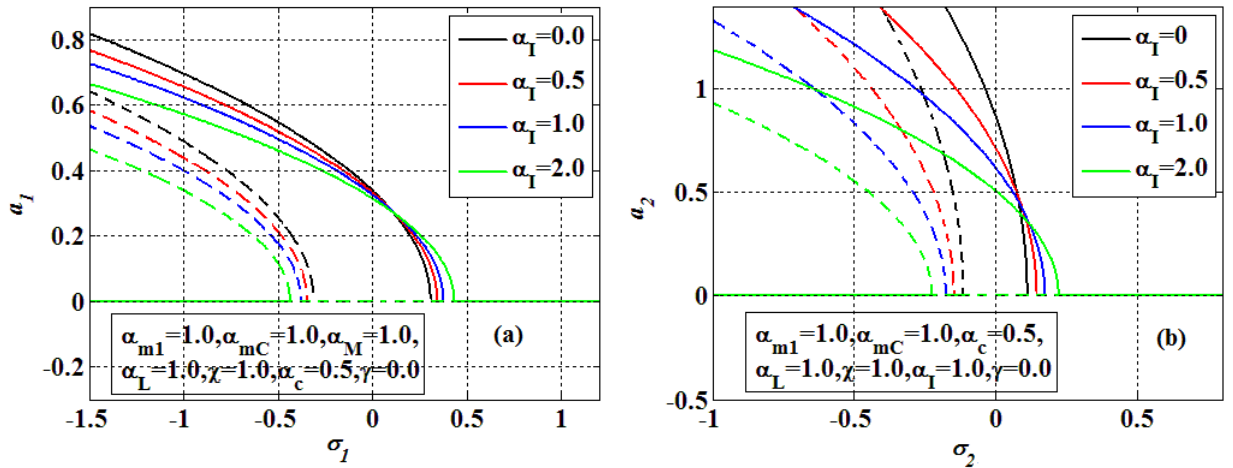 0.8
0.6
0.4
0.2
0
-0.2
a1
-1.5
-1
-0.5
0
0.5
1
σ1
αI=0.0
αI=0.5
αI=1.0
αI=2.0
αm1=1.0,αmC=1.0,αM=1.0,
αL=1.0,χ=1.0,αc=0.5,γ=0.0
(a)
1
0.5
0
-0.5
a2
-1
-0.5
0
0.5
σ2
αI=0
αI=0.5
αI=1.0
αI=2.0
αm1=1.0,αmC=1.0,αc=0.5,
αL=1.0,χ=1.0,αI=1.0,γ=0.0
(b)